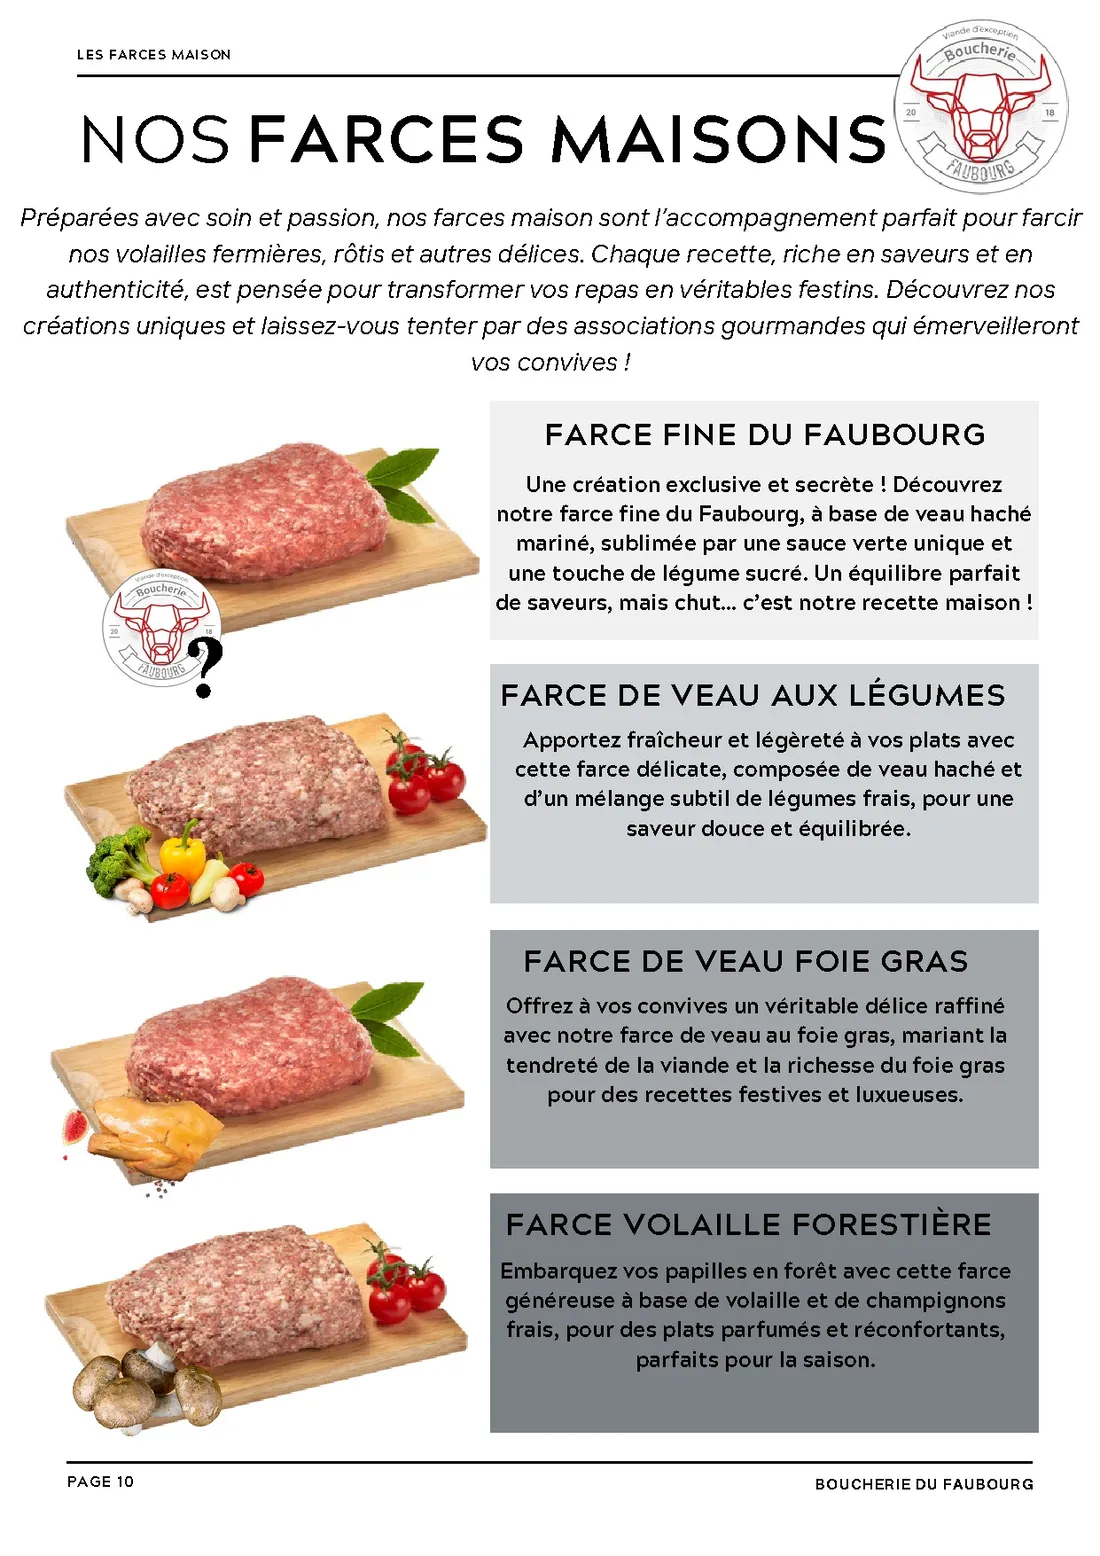 LES FARCES MAISON
Viande d'exception
Boucherie
20 18
FAUBOURG
NOS FARCES MAISONS
Préparées avec soin et passion, nos farces maison sont l'accompagnement parfait pour farcir
nos volailles fermières, rôtis et autres délices. Chaque recette, riche en saveurs et en
authenticité, est pensée pour transformer vos repas en véritables festins. Découvrez nos
créations uniques et laissez-vous tenter par des associations gourmandes qui émerveilleront
vos convives !
FARCE FINE DU FAUBOURG
Une création exclusive et secrète ! Découvrez
notre farce fine du Faubourg, à base de veau haché
mariné, sublimée par une sauce verte unique et
une touche de légume sucré. Un équilibre parfait
de saveurs, mais chut... c'est notre recette maison !
Viande d'exception
Boucherie
20 18
FAUBOURG
?
FARCE DE VEAU AUX LÉGUMES
Apportez fraîcheur et légèreté à vos plats avec
cette farce délicate, composée de veau haché et
d'un mélange subtil de légumes frais, pour une
saveur douce et équilibrée.
FARCE DE VEAU FOIE GRAS
Offrez à vos convives un véritable délice raffiné
avec notre farce de veau au foie gras, mariant la
tendreté de la viande et la richesse du foie gras
pour des recettes festives et luxueuses.
FARCE VOLAILLE FORESTIÈRE
Embarquez vos papilles en forêt avec cette farce
généreuse à base de volaille et de champignons
frais, pour des plats parfumés et réconfortants,
parfaits pour la saison.
PAGE 10
BOUCHERIE DU FAUBOURG